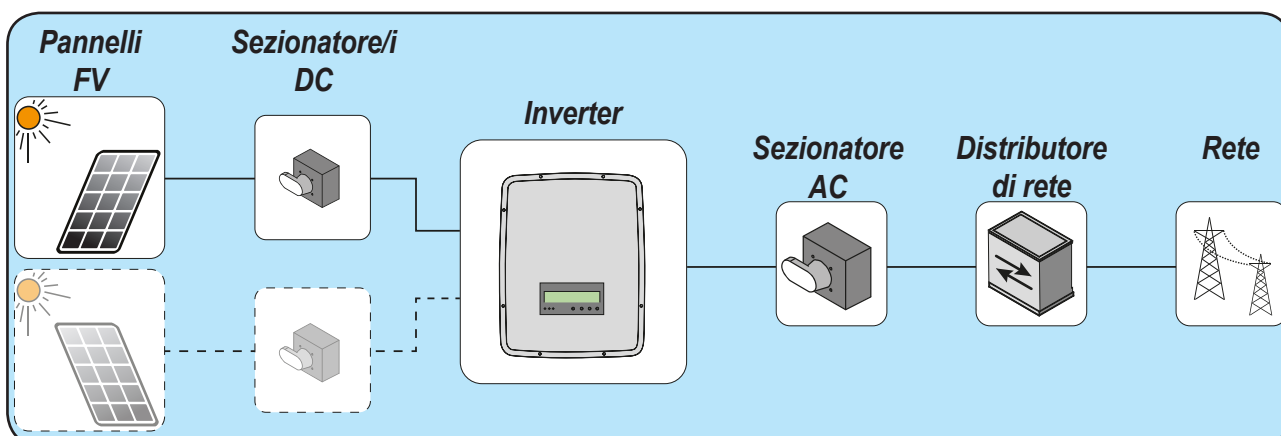 Pannelli
FV
Sezionatore/i
DC
Inverter
Sezionatore
AC
Distributore
di rete
Rete